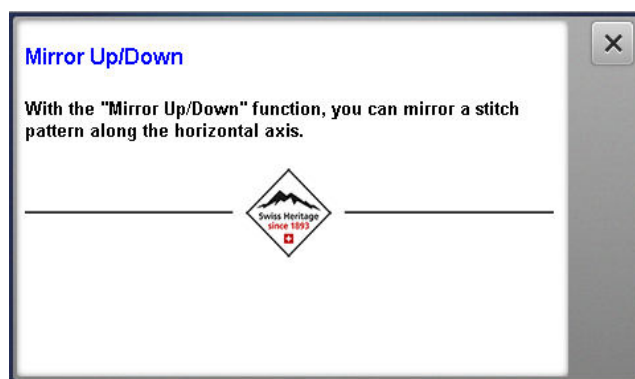 Mirror Up/Down
With the "Mirror Up/Down" function, you can mirror a stitch
pattern along the horizontal axis.
Swiss Heritage
since 1893